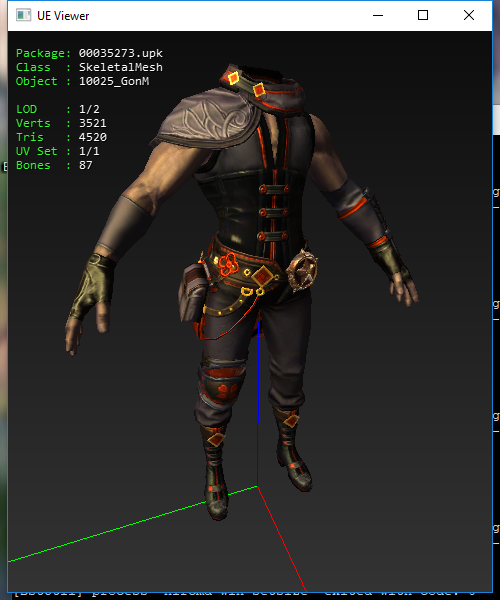 UE Viewer
Package: 00035273.upk
Class : SkeletalMesh
Object : 10025_GonM
LOD : 1/2
Verts : 3521
Tris : 4520
UV Set : 1/1
Bones : 87